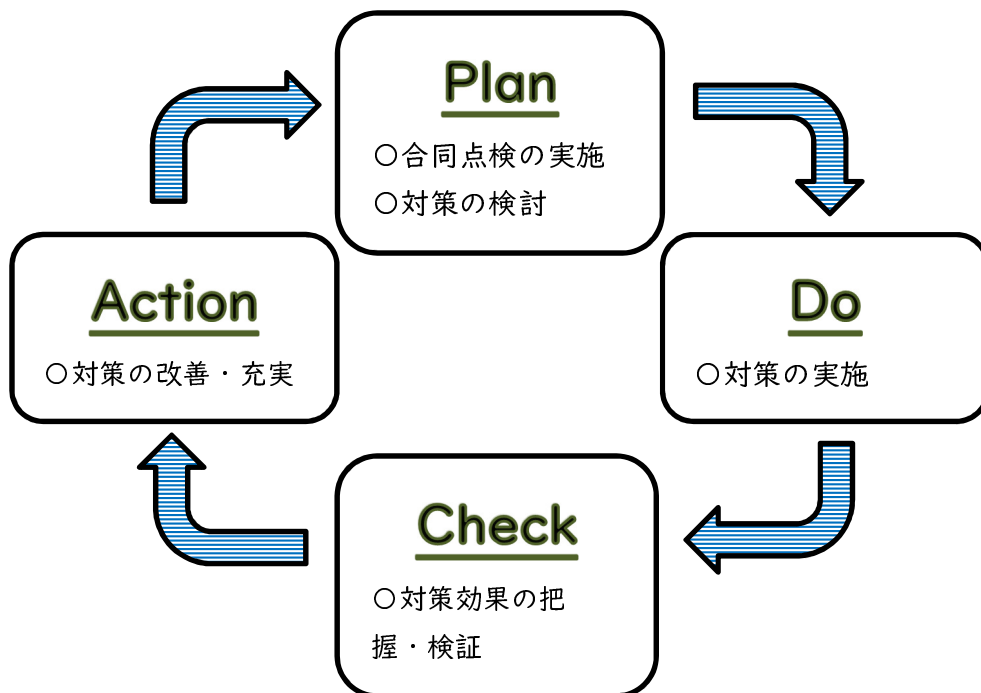 Plan
○合同点検の実施
○対策の検討
Do
○対策の実施
Check
○対策効果の把
握・検証
Action
○対策の改善・充実